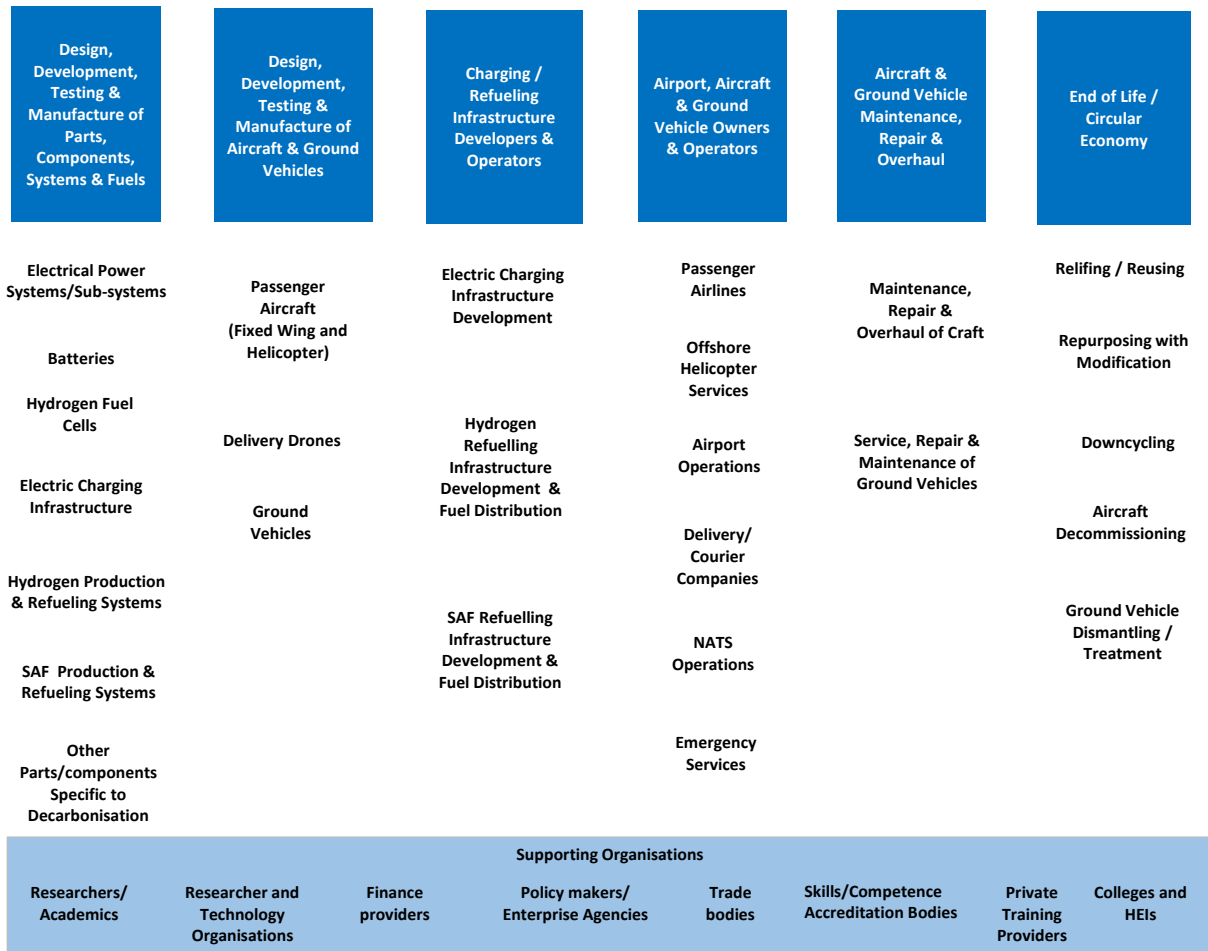 Design,
Development,
Testing &
Manufacture of
Parts,
Components,
Systems & Fuels
Design,
Development,
Testing &
Manufacture of
Aircraft & Ground
Vehicles
Charging /
Refueling
Infrastructure
Developers &
Operators
Airport, Aircraft
& Ground
Vehicle Owners
& Operators
Aircraft &
Ground Vehicle
Maintenance,
Repair &
Overhaul
End of Life /
Circular
Economy
Electrical Power
Systems/Sub-systems
Batteries
Hydrogen Fuel
Cells
Electric Charging
Infrastructure
Hydrogen Production
& Refueling Systems
SAF Production &
Refueling Systems
Other
Parts/components
Specific to
Decarbonisation
Passenger
Aircraft
(Fixed Wing and
Helicopter)
Delivery Drones
Ground
Vehicles
Electric Charging
Infrastructure
Development
Hydrogen
Refuelling
Infrastructure
Development &
Fuel Distribution
SAF Refuelling
Infrastructure
Development &
Fuel Distribution
Passenger
Airlines
Offshore
Helicopter
Services
Airport
Operations
Delivery/
Courier
Companies
NATS
Operations
Emergency
Services
Maintenance,
Repair &
Overhaul of Craft
Service, Repair &
Maintenance of
Ground Vehicles
Relifing / Reusing
Repurposing with
Modification
Downcycling
Aircraft
Decommissioning
Ground Vehicle
Dismantling /
Treatment
Supporting Organisations
Researchers/
Academics
Researcher and
Technology
Organisations
Finance
providers
Policy makers/
Enterprise Agencies
Trade
bodies
Skills/Competence
Accreditation Bodies
Private
Training
Providers
Colleges and
HEIs